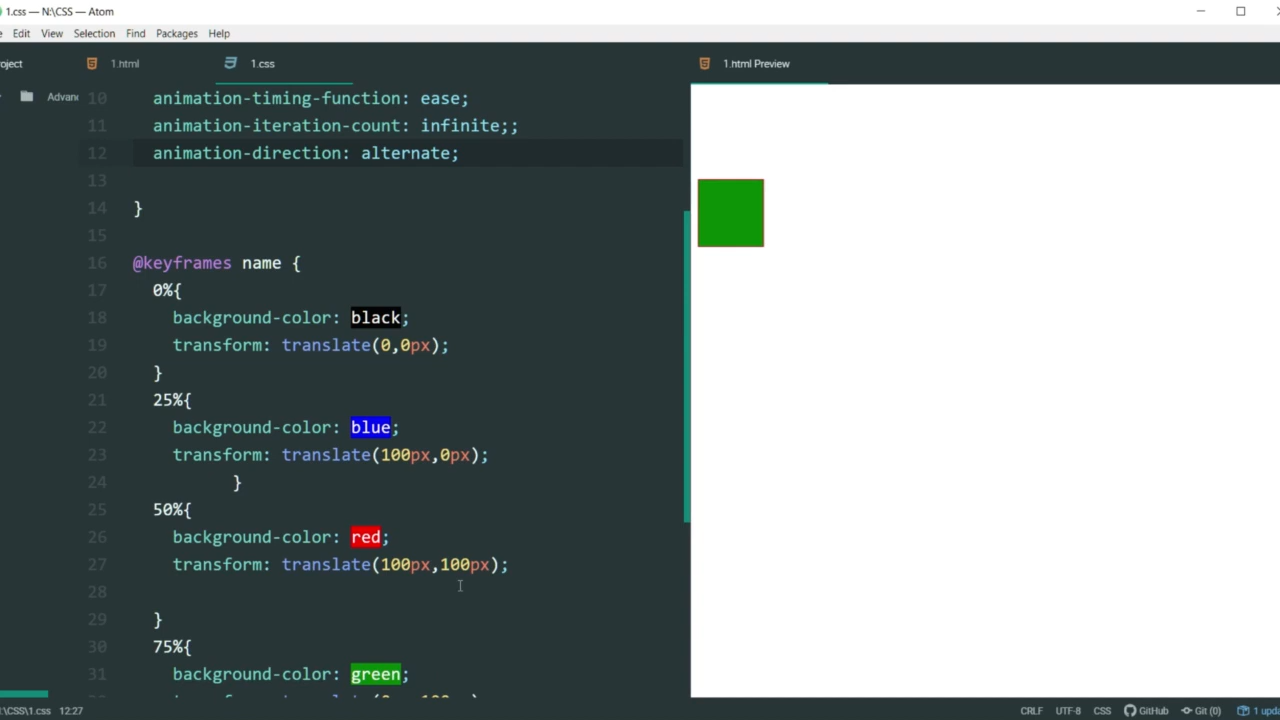 1.css — N:\CSS — Atom
Edit View Selection Find Packages Help
oject 1.html 1.css 1.html Preview
Advan
10 animation-timing-function: ease;
11 animation-iteration-count: infinite;;
12 animation-direction: alternate;
13
14 }
15
16 @keyframes name {
17 0%{
18 background-color: black;
19 transform: translate(0,0px);
20 }
21 25%{
22 background-color: blue;
23 transform: translate(100px,0px);
24 }
25 50%{
26 background-color: red;
27 transform: translate(100px,100px);
28
29 }
30 75%{
31 background-color: green;
:\CSS\1.css 12:27 CRLF UTF-8 CSS GitHub Git (0) 1 upda